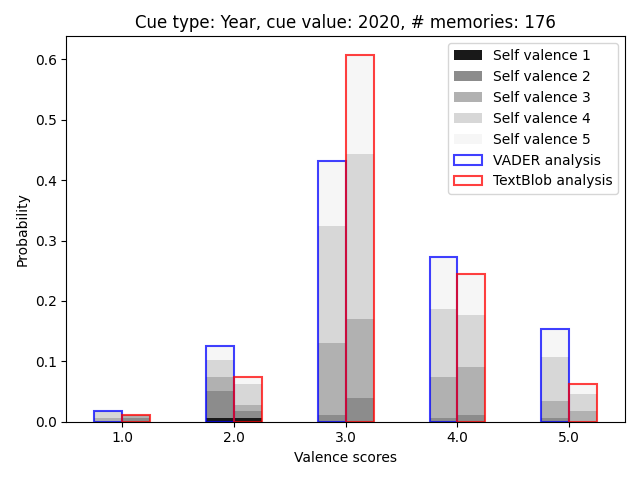 Cue type: Year, cue value: 2020, # memories: 176
Self valence 1
Self valence 2
Self valence 3
Self valence 4
Self valence 5
VADER analysis
TextBlob analysis
Probability
0.6
0.5
0.4
0.3
0.2
0.1
0.0
1.0 2.0 3.0 4.0 5.0
Valence scores